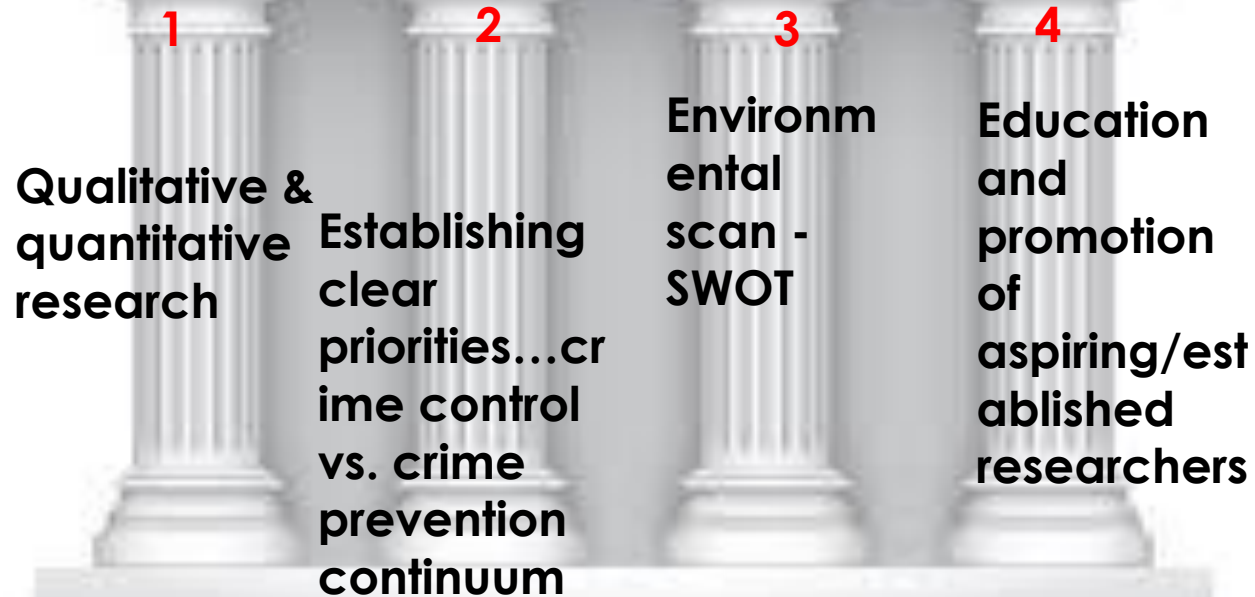 1
Qualitative &
quantitative
research
2
Establishing
clear
priorities...cr
ime control
vs. crime
prevention
continuum
3
Environm
ental
scan -
SWOT
4
Education
and
promotion
of
aspiring/est
ablished
researchers